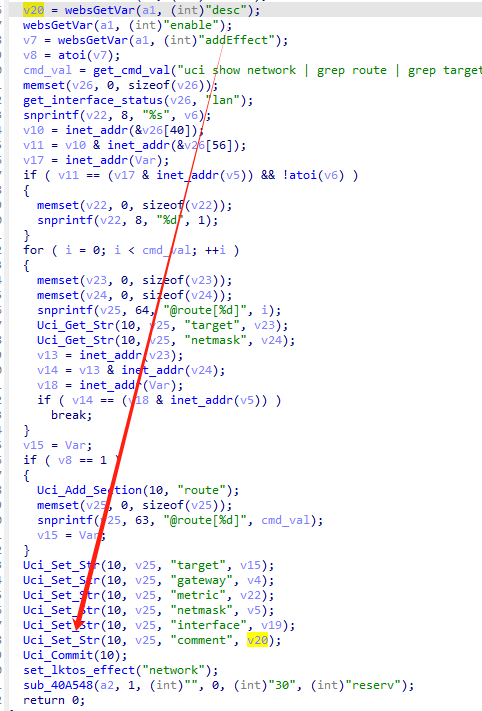 v20 = websGetVar(a1, (int)"desc");
websGetVar(a1, (int)"enable");
v7 = websGetVar(a1, (int)"addEffect");
v8 = atoi(v7);
cmd_val = get_cmd_val("uci show network | grep route | grep target
memset(v26, 0, sizeof(v26));
get_interface_status(v26, "lan");
snprintf(v22, 8, "%s", v6);
v10 = inet_addr(&v26[40]);
v11 = v10 & inet_addr(&v26[56]);
v17 = inet_addr(Var);
if ( v11 == (v17 & inet_addr(v5)) && !atoi(v6) )
{
memset(v22, 0, sizeof(v22));
snprintf(v22, 8, "%d", 1);
}
for ( i = 0; i < cmd_val; ++i )
{
memset(v23, 0, sizeof(v23));
memset(v24, 0, sizeof(v24));
snprintf(v25, 64, "@route[%d]", i);
Uci_Get_Str(10, v25, "target", v23);
Uci_Get_Str(10, v25, "netmask", v24);
v13 = inet_addr(v23);
v14 = v13 & inet_addr(v24);
v18 = inet_addr(Var);
if ( v14 == (v18 & inet_addr(v5)) )
break;
}
v15 = Var;
if ( v8 == 1 )
{
Uci_Add_Section(10, "route");
memset(v25, 0, sizeof(v25));
snprintf(v25, 63, "@route[%d]", cmd_val);
v15 = Var;
}
Uci_Set_Str(10, v25, "target", v15);
Uci_Set_Str(10, v25, "gateway", v4);
Uci_Set_Str(10, v25, "metric", v22);
Uci_Set_Str(10, v25, "netmask", v5);
Uci_Set_Str(10, v25, "interface", v19);
Uci_Set_Str(10, v25, "comment", v20);
Uci_Commit(10);
set_lktos_effect("network");
sub_40A548(a2, 1, (int)"", 0, (int)"30", (int)"reserv");
return 0;